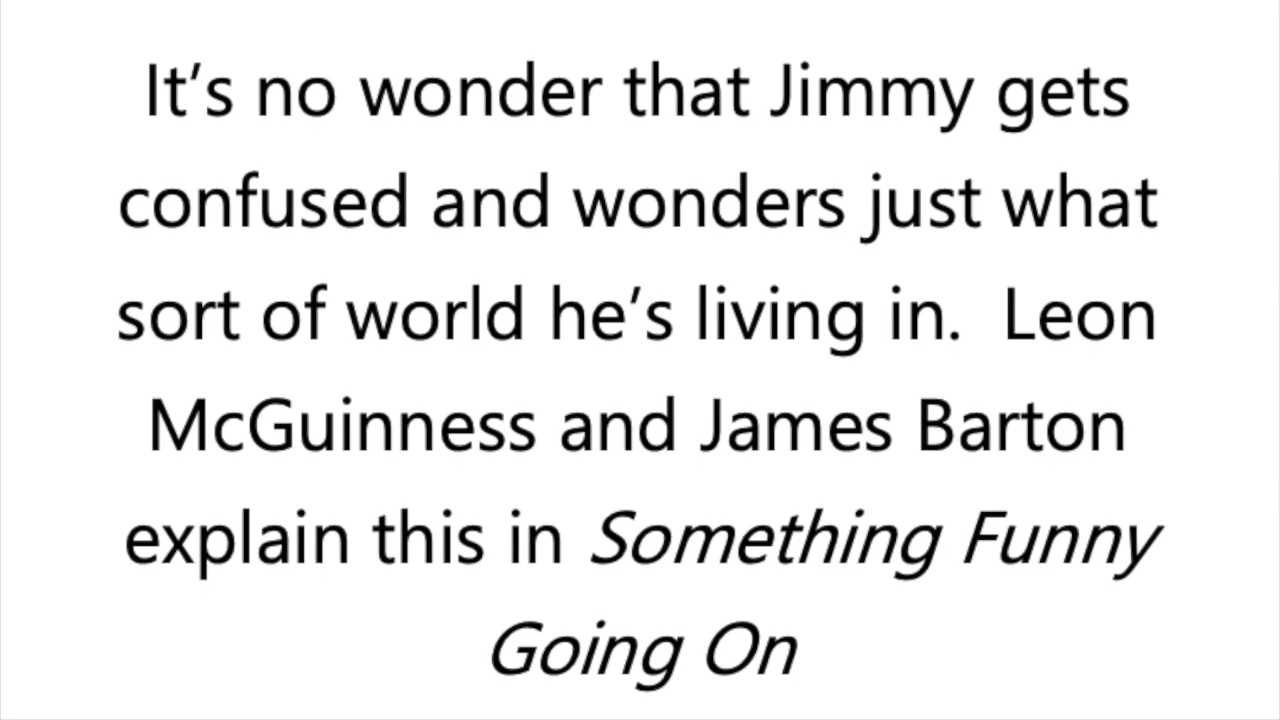 It’s no wonder that Jimmy gets
confused and wonders just what
sort of world he’s living in.  Leon
McGuinness and James Barton
explain this in Something Funny
Going On